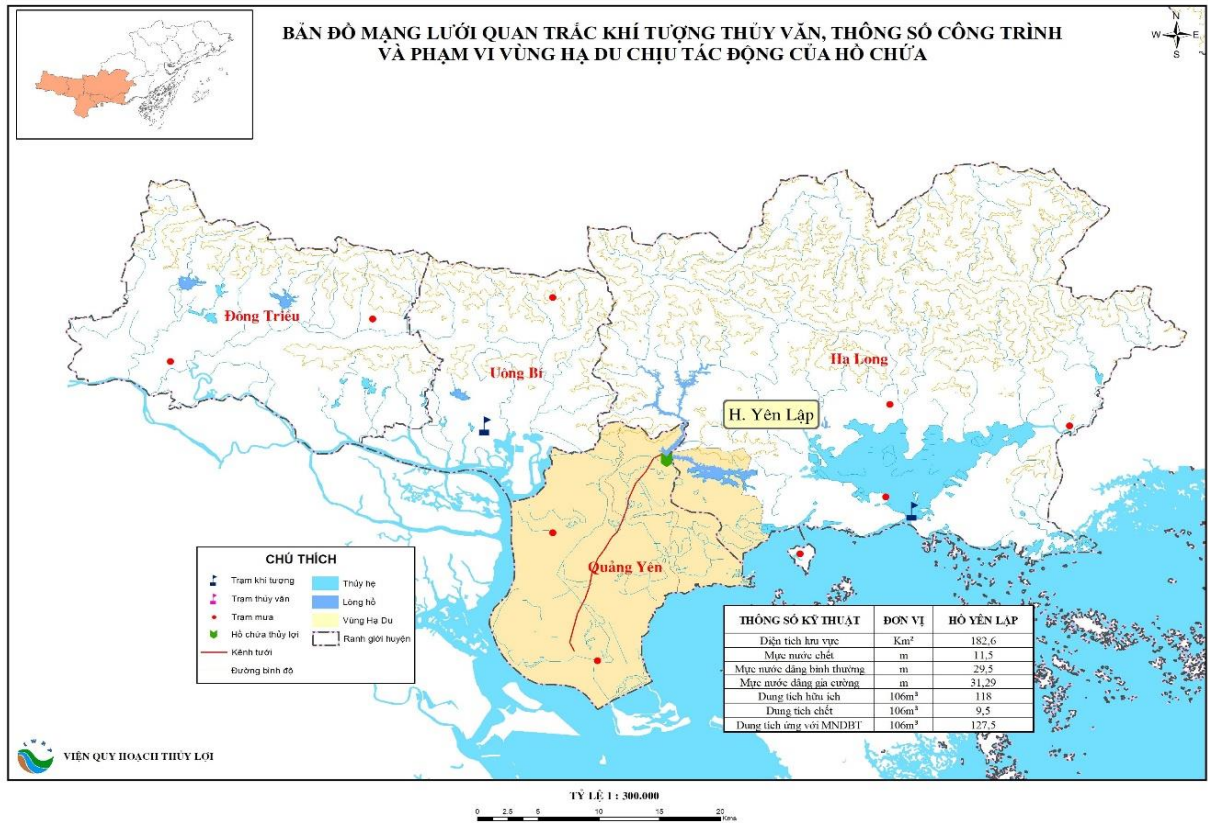 BẢN ĐỒ MẠNG LƯỚI QUAN TRẮC KHÍ TƯỢNG THỦY VĂN, THÔNG SỐ CÔNG TRÌNH
VÀ PHẠM VI VÙNG HẠ DU CHỊU TÁC ĐỘNG CỦA HỒ CHỨA
N
W E
S
Đông Triều
Uông Bí
Hạ Long
H. Yên Lập
Quảng Yên
CHÚ THÍCH
Trạm khí tượng
Trạm thủy văn
Trạm mưa
Hồ chứa thủy lợi
Kênh tưới
Đường bình độ
Thủy hệ
Lòng hồ
Vùng Hạ Du
Ranh giới huyện
THÔNG SỐ KỸ THUẬT ĐƠN VỊ HỒ YÊN LẬP
Diện tích lưu vực Km² 182,6
Mực nước chết m 11,5
Mực nước dâng bình thường m 29,5
Mực nước dâng gia cường m 31,29
Dung tích hữu ích 106m³ 118
Dung tích chết 106m³ 9,5
Dung tích ứng với MNDBT 106m³ 127,5
VIỆN QUY HOẠCH THỦY LỢI
TỶ LỆ 1 : 300.000
0 2.5 5 10 15 20
Kms